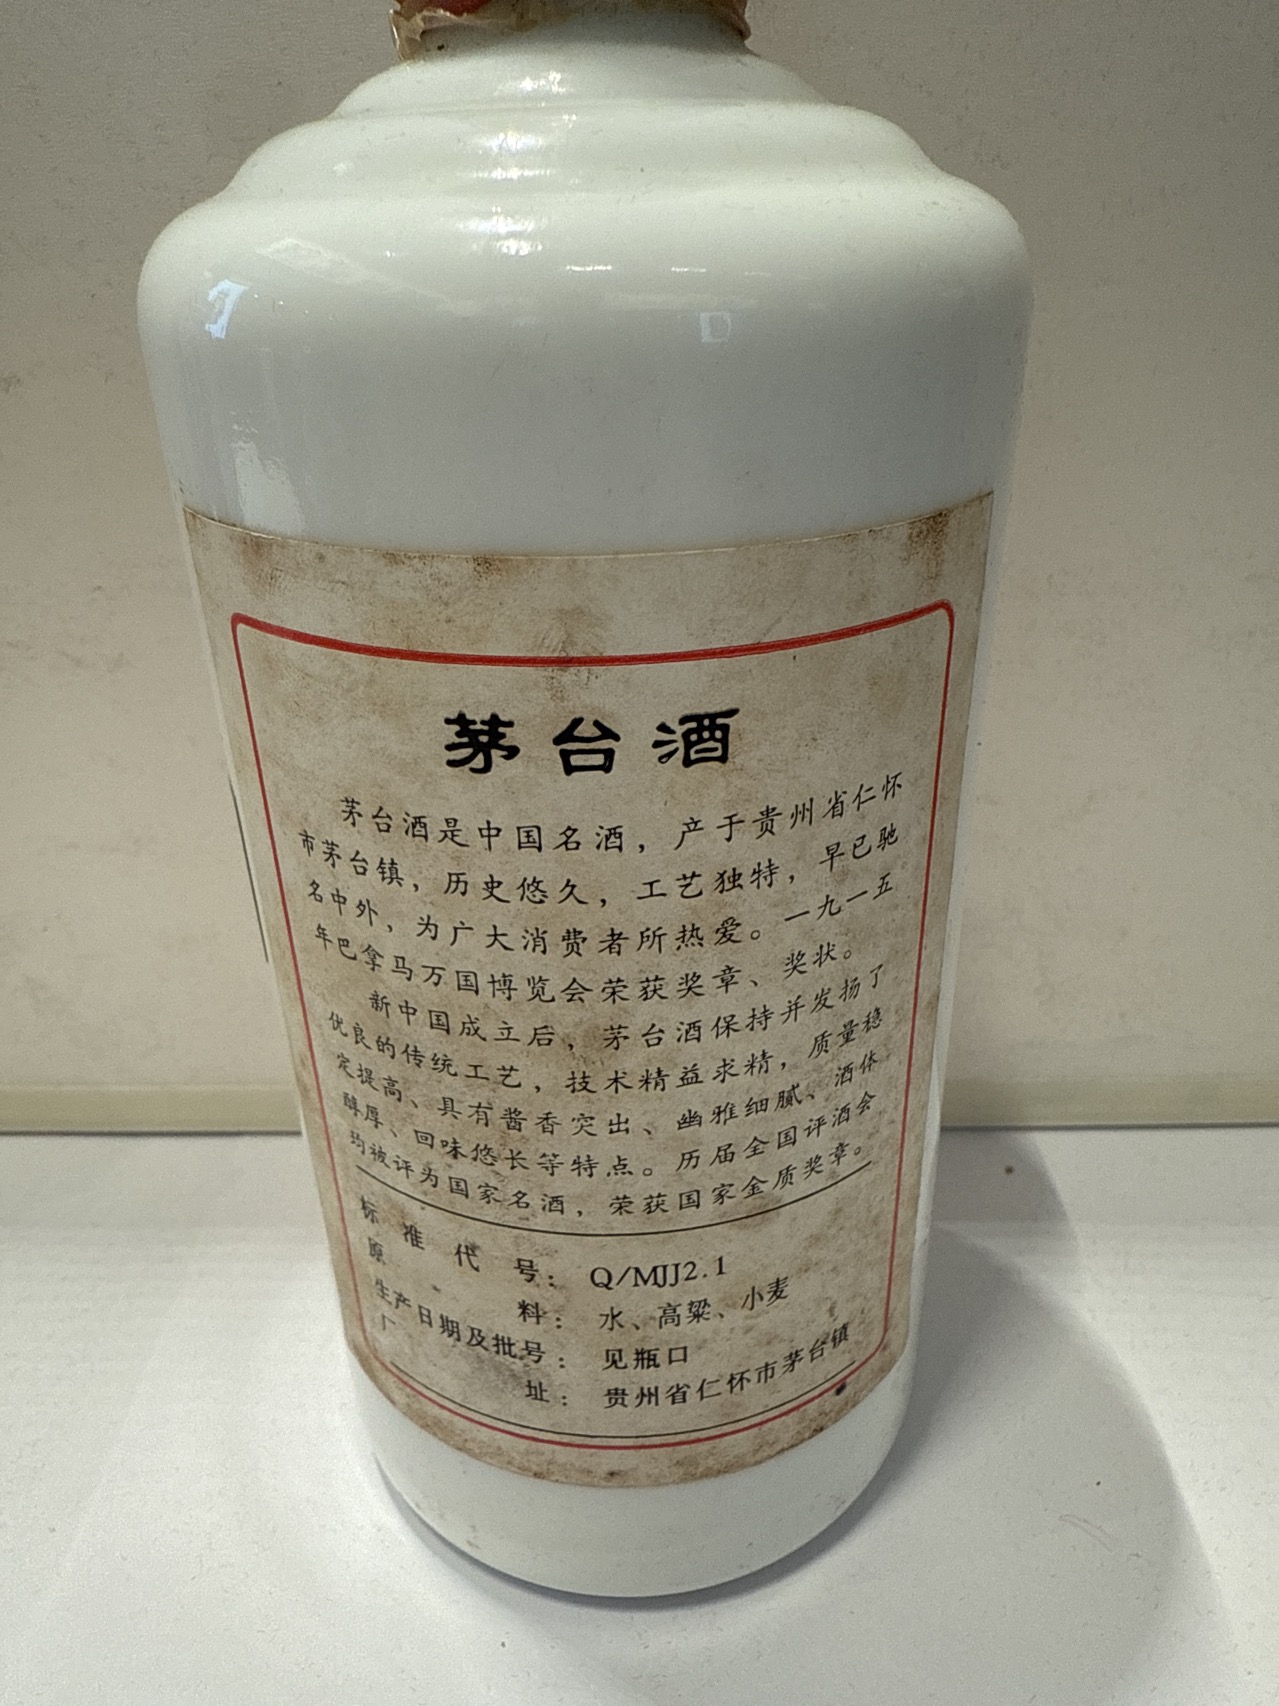 茅台酒
茅台酒是中国名酒，产于贵州省仁怀
市茅台镇，历史悠久，工艺独特，早已驰
名中外，为广大消费者所热爱。一九一五
年巴拿马万国博览会荣获奖章、奖状。
新中国成立后，茅台酒保持并发扬了
优良的传统工艺，技术精益求精，质量稳
定提高、具有酱香突出、幽雅细腻、酒体
醇厚、回味悠长等特点。历届全国评酒会
均被评为国家名酒，荣获国家金质奖章。
标准代号：Q/MJJ2.1
原料：水、高粱、小麦
生产日期及批号：见瓶口
厂址：贵州省仁怀市茅台镇